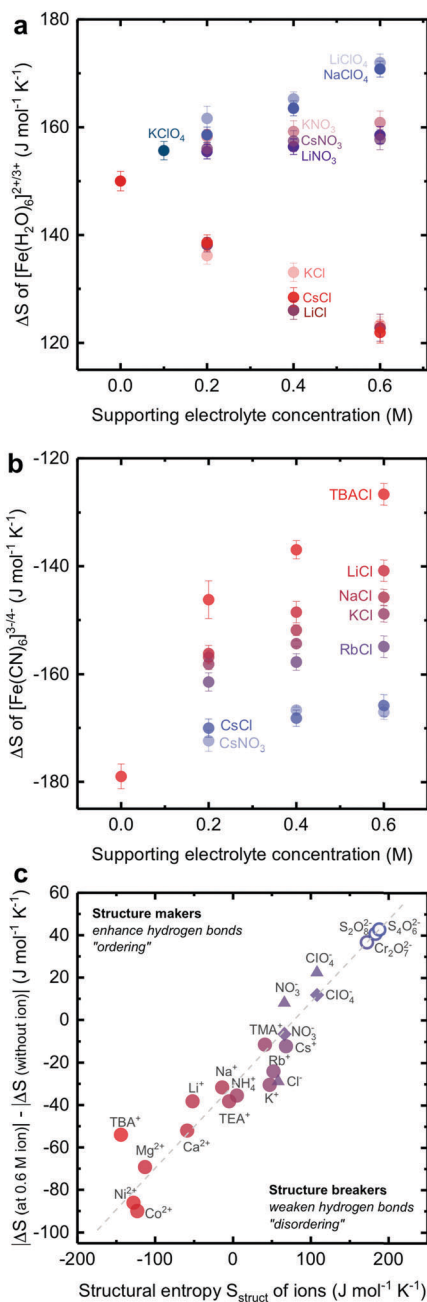 a
ΔS of [Fe(H₂O)₆]²⁺/³⁺ (J mol⁻¹ K⁻¹)
180
160
140
120
LiClO₄
NaClO₄
KClO₄
KNO₃
CsNO₃
LiNO₃
KCl
CsCl
LiCl
0.0 0.2 0.4 0.6
Supporting electrolyte concentration (M)
b
ΔS of [Fe(CN)₆]³⁻/⁴⁻ (J mol⁻¹ K⁻¹)
-120
-140
-160
-180
TBACl
LiCl
NaCl
KCl
RbCl
CsCl
CsNO₃
0.0 0.2 0.4 0.6
Supporting electrolyte concentration (M)
c
|ΔS (at 0.6 M ion)| - |ΔS (without ion)| (J mol⁻¹ K⁻¹)
60
40
20
0
-20
-40
-60
-80
-100
Structure makers
enhance hydrogen bonds
"ordering"
S₂O₈²⁻
S₄O₆²⁻
Cr₂O₇²⁻
ClO₄⁻
NO₃⁻
ClO₄⁻
TMA⁺
NO₃⁻
Cs⁺
Rb⁺
Na⁺
Li⁺
NH₄⁺
Cl⁻
K⁺
TBA⁺
TEA⁺
Ca²⁺
Mg²⁺
Ni²⁺
Co²⁺
Structure breakers
weaken hydrogen bonds
"disordering"
-200 -100 0 100 200
Structural entropy Sstruct of ions (J mol⁻¹ K⁻¹)